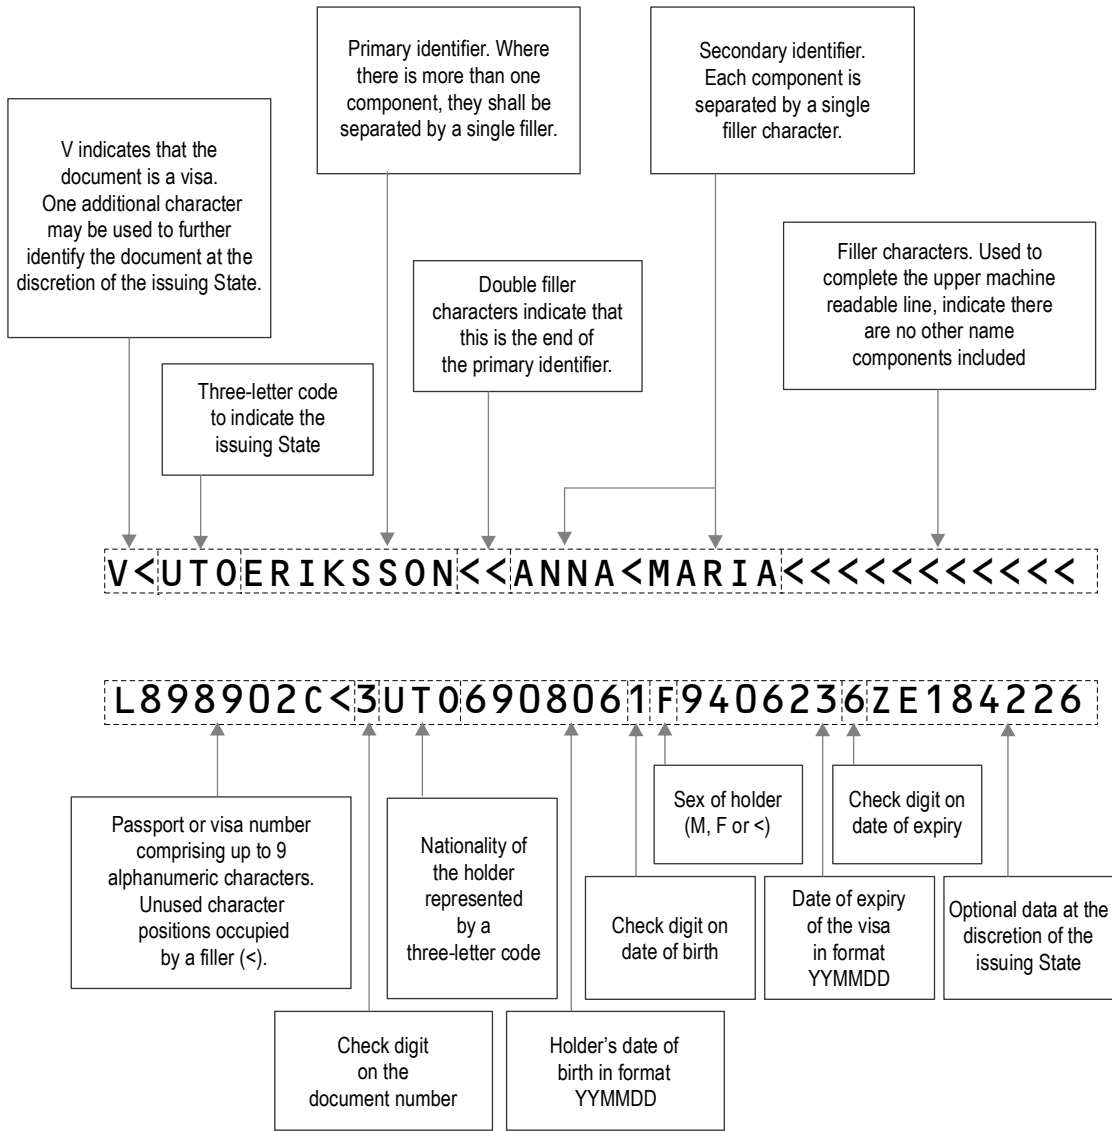 Primary identifier. Where
there is more than one
component, they shall be
separated by a single filler.
Secondary identifier.
Each component is
separated by a single
filler character.
V indicates that the
document is a visa.
One additional character
may be used to further
identify the document at the
discretion of the issuing State.
Filler characters. Used to
complete the upper machine
readable line, indicate there
are no other name
components included
Double filler
characters indicate that
this is the end of
the primary identifier.
Three-letter code
to indicate the
issuing State
V<UTOERIKSSON<<ANNA<MARIA<<<<<<<<<<<
L898902C<3UTO6908061F9406236ZE184226
Passport or visa number
comprising up to 9
alphanumeric characters.
Unused character
positions occupied
by a filler (<).
Nationality of
the holder
represented
by a
three-letter code
Sex of holder
(M, F or <)
Check digit on
date of expiry
Check digit on
date of birth
Date of expiry
of the visa
in format
YYMMDD
Optional data at the
discretion of the
issuing State
Check digit
on the
document number
Holder's date of
birth in format
YYMMDD